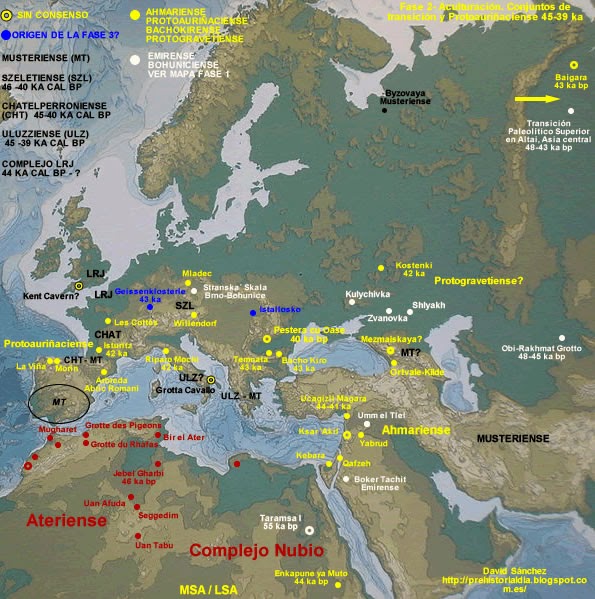 SIN CONSENSO
ORIGEN DE LA FASE 3?
MUSTERIENSE (MT)
SZELETIENSE (SZL)
46 -40 KA CAL BP
CHATELPERRONIENSE
(CHT)  45-40 KA CAL BP
ULUZZIENSE (ULZ)
45 -39 KA CAL BP
COMPLEJO LRJ
44 KA CAL BP - ?
AHMARIENSE
PROTOAURIÑACIENSE
BACHOKIRENSE
PROTOGRAVETIENSE
EMIRENSE
BOHUNICIENSE
VER MAPA FASE 1
Fase 2- Aculturación. Conjuntos de
transición y Protoauriñaciense 45-39 ka
Baigara
43 ka bp
Transición
Paleolítico Superior
en Altai, Asia central
48-43 ka bp
Byzovaya
Musteriense
Kostenki
42 ka
Protogravetiense?
Mladec
LRJ
Kent Cavern?
LRJ
Geissenklosterle
43 ka
Stranska Skala
Brno-Bohunice
SZL
Willendorf
Istallosko
Kulychivka
Zvanovka
Shlyakh
CHAT
Les Cottés
Protoauriñaciense
Isturitz
42 ka
Pestera cu Oase
40 ka bp
Mezmaiskaya?
MT?
Obi-Rakhmat Grotto
48-45 ka bp
La Viña
CHT- MT
Morín
Riparo Mochi
42 ka
Temnata
43 ka
Bacho Kiro
43 ka
Grivale-Kilde
Arbreda
Abric Romani
ULZ?
Grotta Cavallo
ULZ - MT
MT
Uçagizli Magara
44-41 ka
Umm el Tlel
Ahmariense
MUSTERIENSE
Mugharet
Grotte des Pigeons
Grotte du Rhafas
Bir el Ater
Ksar' Akil
Yabrud
Kebara
Qafzeh
Jebel Gharbi
46 ka bp
Boker Tachit
Emirense
Uan Afuda
Seggedim
Ateriense
Taramsa I
55 ka bp
Uan Tabu
Complejo Nubio
Enkapune ya Muto
44 ka bp
MSA / LSA
David Sánchez
http://prehistorialdia.blogspot.co
m.es/